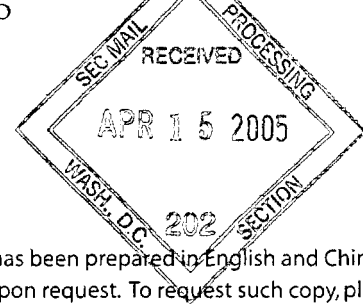 SEC MAIL
PROCESSING
RECEIVED
APR 15 2005
WASH., D.C.
202
SECTION
has been prepared in English and Chin
upon request. To request such copy, pl